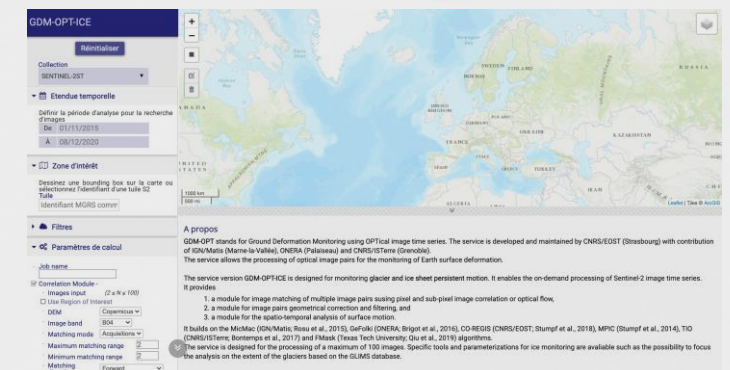 GDM-OPT-ICE
Réinitialiser
Collection
SENTINEL-2ST
Etendue temporelle
Définir la période d'analyse pour la recherche
d'images
De 01/11/2015
A 08/12/2020
Zone d'intérêt
Dessinez une bounding box sur la carte ou
sélectionnez l'identifiant d'une tuile S2
Tuile
Identifiant MGRS comm
Filtres
Paramètres de calcul
Job name
Correlation Module -
Images input (2 ≤ N ≤ 100)
Use Region of Interest
DEM Copernicus
Image band B04
Matching mode Acquisitions
Maximum matching range 2
Minimum matching range 2
Matching Forward
+
−
SWEDEN
FINLAND
NORWAY
RUSSIA
UKRAINE
KAZAKHSTAN
FRANCE
ITALY
SPAIN
GREECE
TURKEY
IRAN
ALGERIA
1000 km
500 mi
Leaflet | Tiles © ArcGIS
A propos
GDM-OPT stands for Ground Deformation Monitoring using OPTical image time series. The service is developed and maintained by CNRS/EOST (Strasbourg) with contribution
of IGN/Matis (Marne-la-Vallée), ONERA (Palaiseau) and CNRS/ISTerre (Grenoble).
The service allows the processing of optical image pairs for the monitoring of Earth surface deformation.
The service version GDM-OPT-ICE is designed for monitoring glacier and ice sheet persistent motion. It enables the on-demand processing of Sentinel-2 image time series.
It provides
1. a module for image matching of multiple image pairs susing pixel and sub-pixel image correlation or optical flow,
2. a module for image pairs geometrical correction and filtering, and
3. a module for the spatio-temporal analysis of surface motion.
It builds on the MicMac (IGN/Matis; Rosu et al., 2015), GeFolki (ONERA; Brigot et al., 2016), CO-REGIS (CNRS/EOST; Stumpf et al., 2018), MPIC (Stumpf et al., 2014), TIO
(CNRS/ISTerre; Bontemps et al., 2017) and FMask (Texas Tech University; Qiu et al., 2019) algorithms.
The service is designed for the processing of a maximum of 100 images. Specific tools and parameterizations for ice monitoring are avaliable such as the possibility to focus
the analysis on the extent of the glaciers based on the GLIMS database.